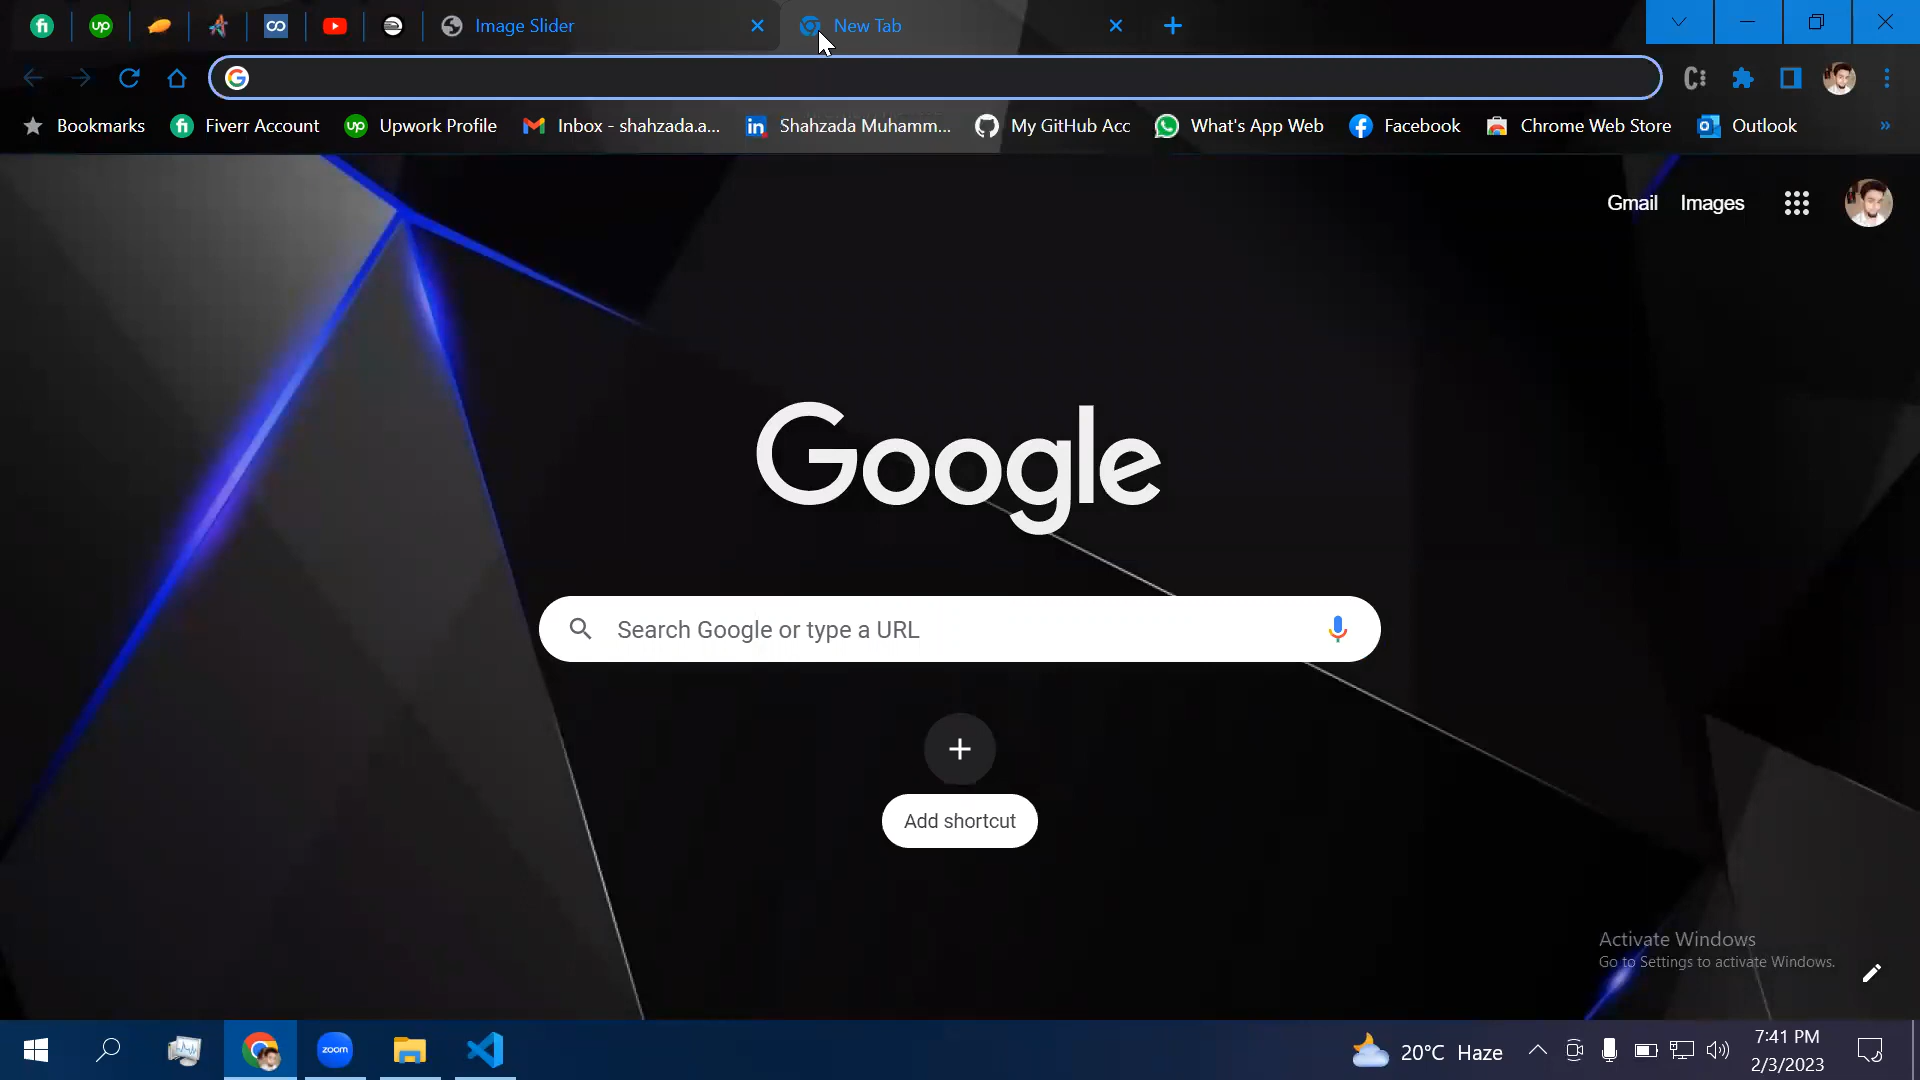 Image Slider
New Tab
Bookmarks
Fiverr Account
Upwork Profile
Inbox - shahzada.a...
Shahzada Muhamm...
My GitHub Acc
What's App Web
Facebook
Chrome Web Store
Outlook
Gmail
Images
Google
Search Google or type a URL
Add shortcut
Activate Windows
Go to Settings to activate Windows.
zoom
20°C Haze
7:41 PM
2/3/2023